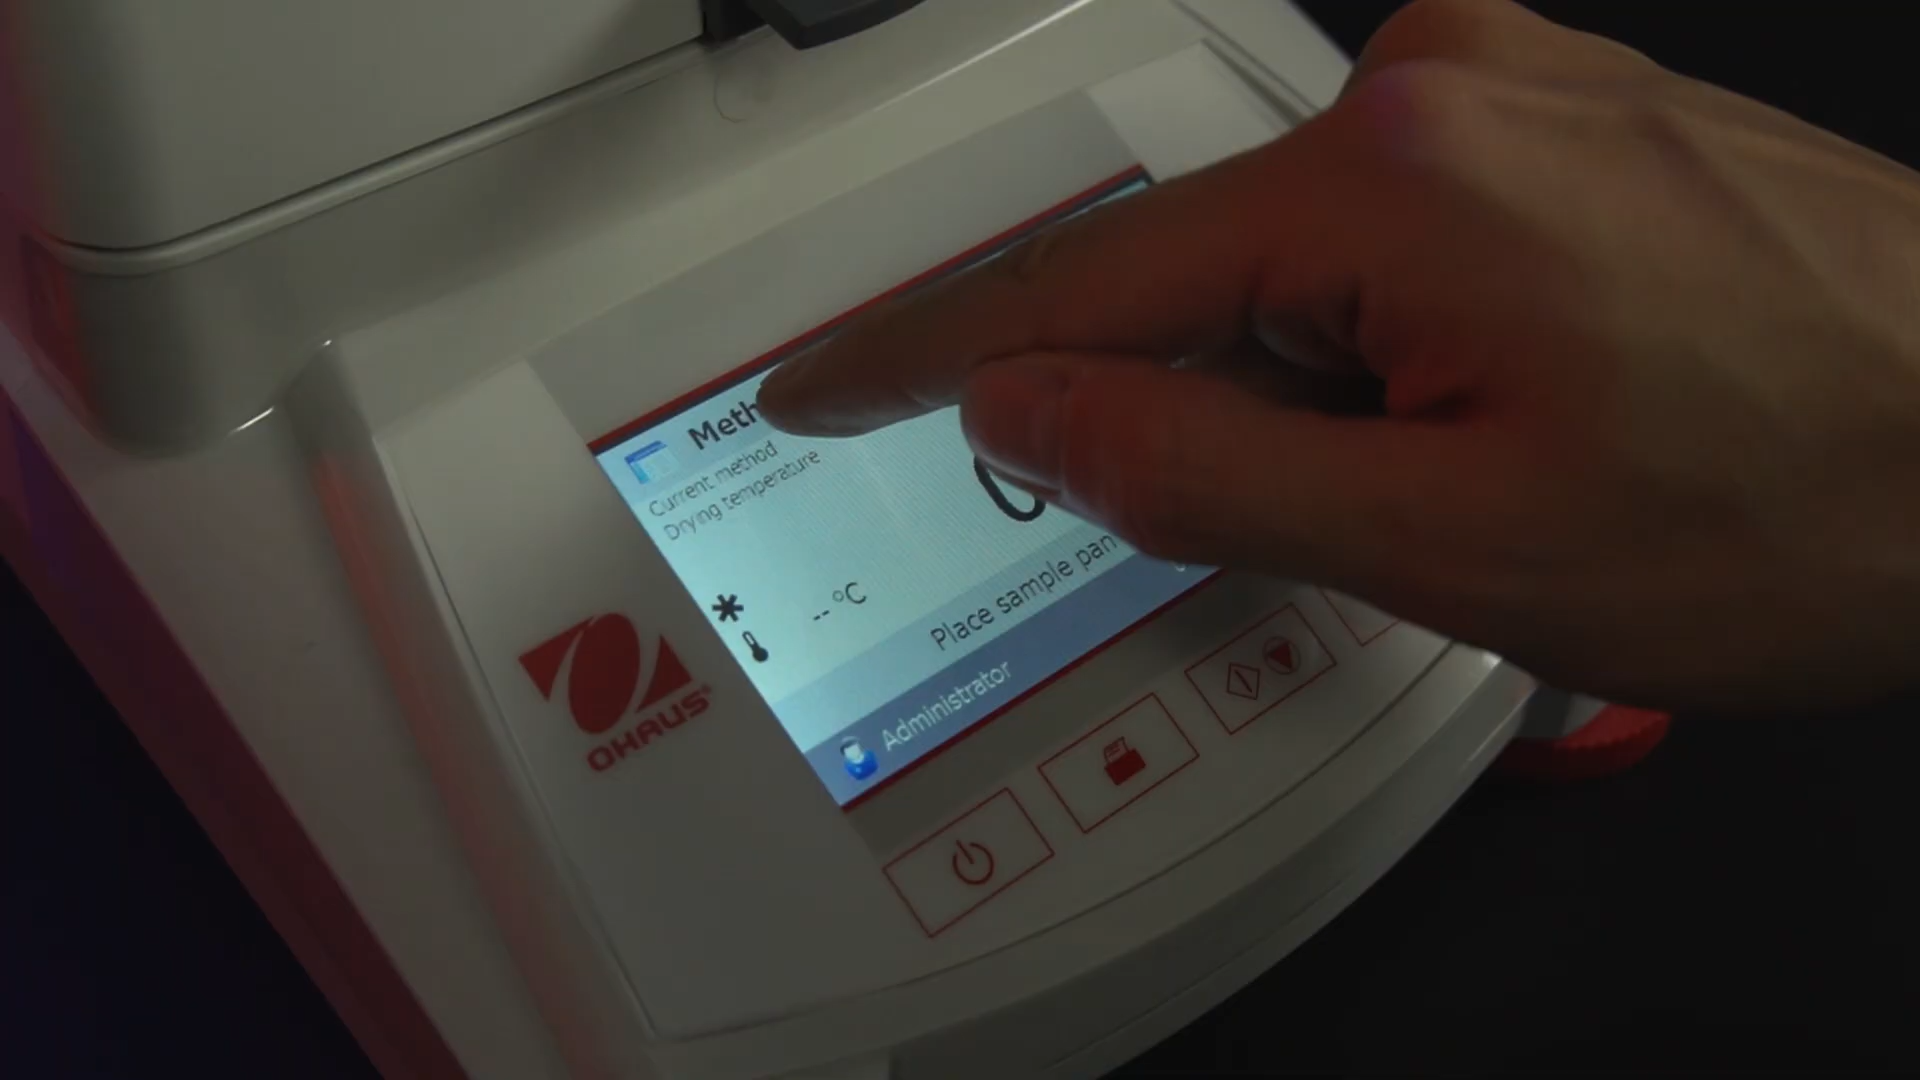 Meth
Current method
Drying temperature
-- °C
Place sample pan
Administrator
OHAUS